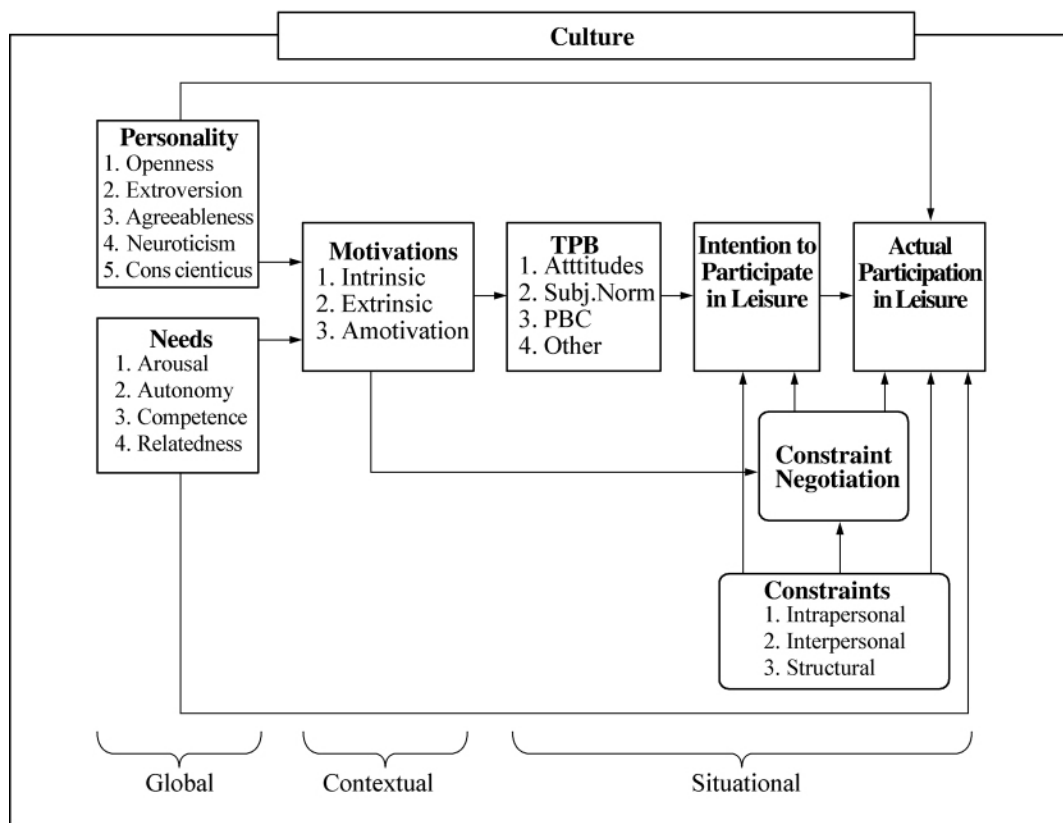 Culture
Personality
1. Openness
2. Extroversion
3. Agreeableness
4. Neuroticism
5. Cons cienticus
Needs
1. Arousal
2. Autonomy
3. Competence
4. Relatedness
Motivations
1. Intrinsic
2. Extrinsic
3. Amotivation
TPB
1. Atttitudes
2. Subj.Norm
3. PBC
4. Other
Intention to
Participate
in Leisure
Actual
Participation
in Leisure
Constraint
Negotiation
Constraints
1. Intrapersonal
2. Interpersonal
3. Structural
Global
Contextual
Situational